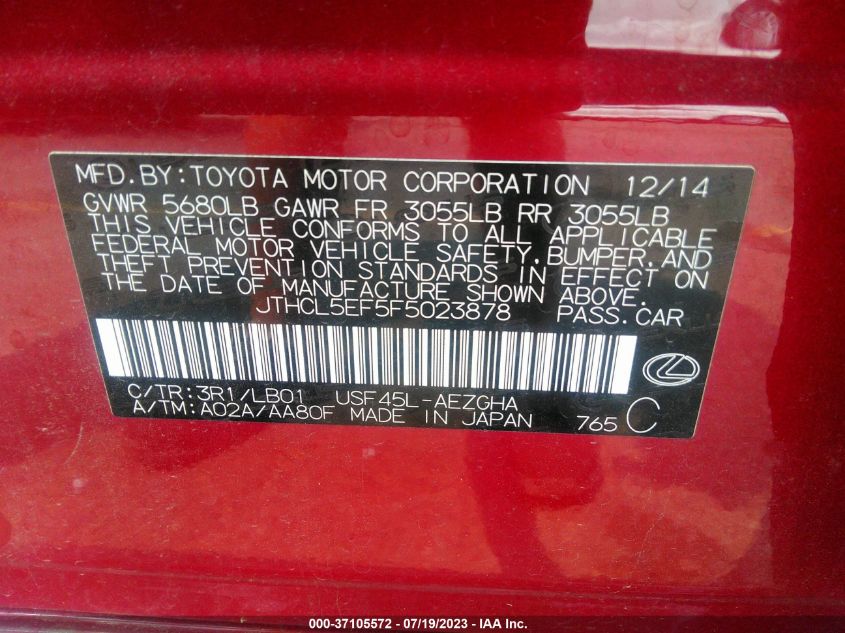 MFD.BY:TOYOTA MOTOR CORPORATION 12/14
GVWR 5680LB GAWR FR 3055LB RR 3055LB
THIS VEHICLE CONFORMS TO ALL APPLICABLE
FEDERAL MOTOR VEHICLE SAFETY,BUMPER,AND
THEFT PREVENTION STANDARDS IN EFFECT ON
THE DATE OF MANUFACTURE SHOWN ABOVE.
JTHCL5EF5F5023878 PASS.CAR
C/TR:3R1/LB01 USF45L-AEZGHA
A/TM:A02A/AA80F MADE IN JAPAN 765 C
000-37105572 - 07/19/2023 - IAA Inc.